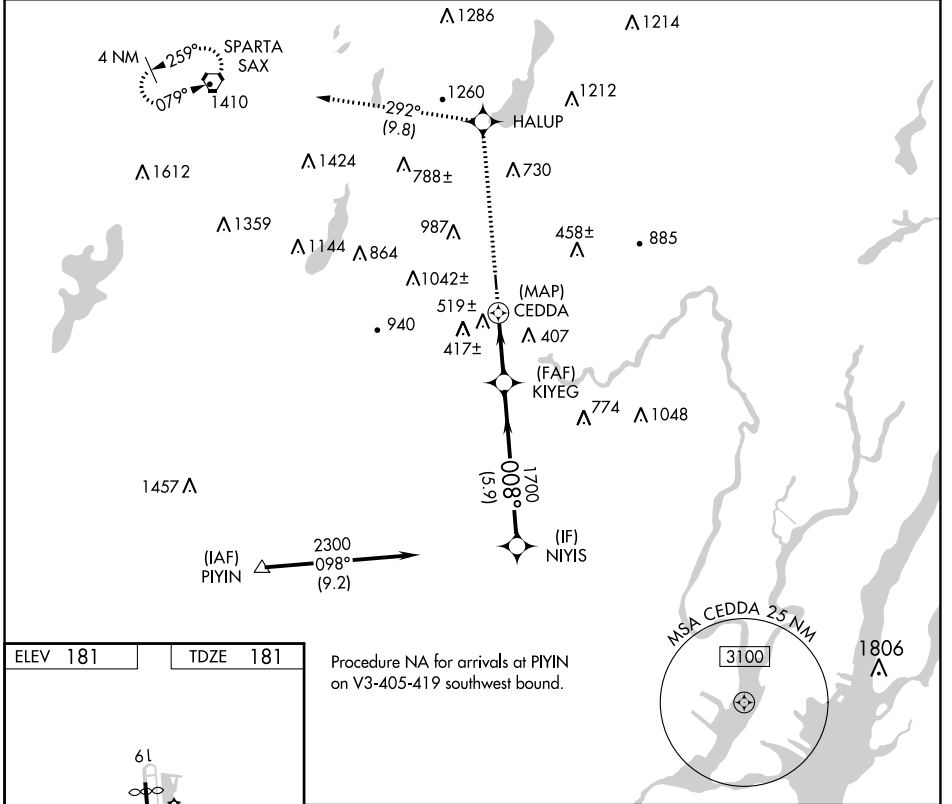 1286
1214
4 NM
259°
SPARTA
SAX
079°
1410
1260
1212
292°
(9.8)
HALUP
1612
1424
788±
730
1359
987
458±
885
1144
864
1042±
(MAP)
CEDDA
519±
940
417±
407
(FAF)
KIYEG
774
1048
1457
1700
008°
(5.9)
(IF)
NIYIS
(IAF)
PIYIN
2300
098°
(9.2)
MSA CEDDA 25 NM
3100
1806
ELEV 181
TDZE 181
Procedure NA for arrivals at PIYIN
on V3-405-419 southwest bound.
19